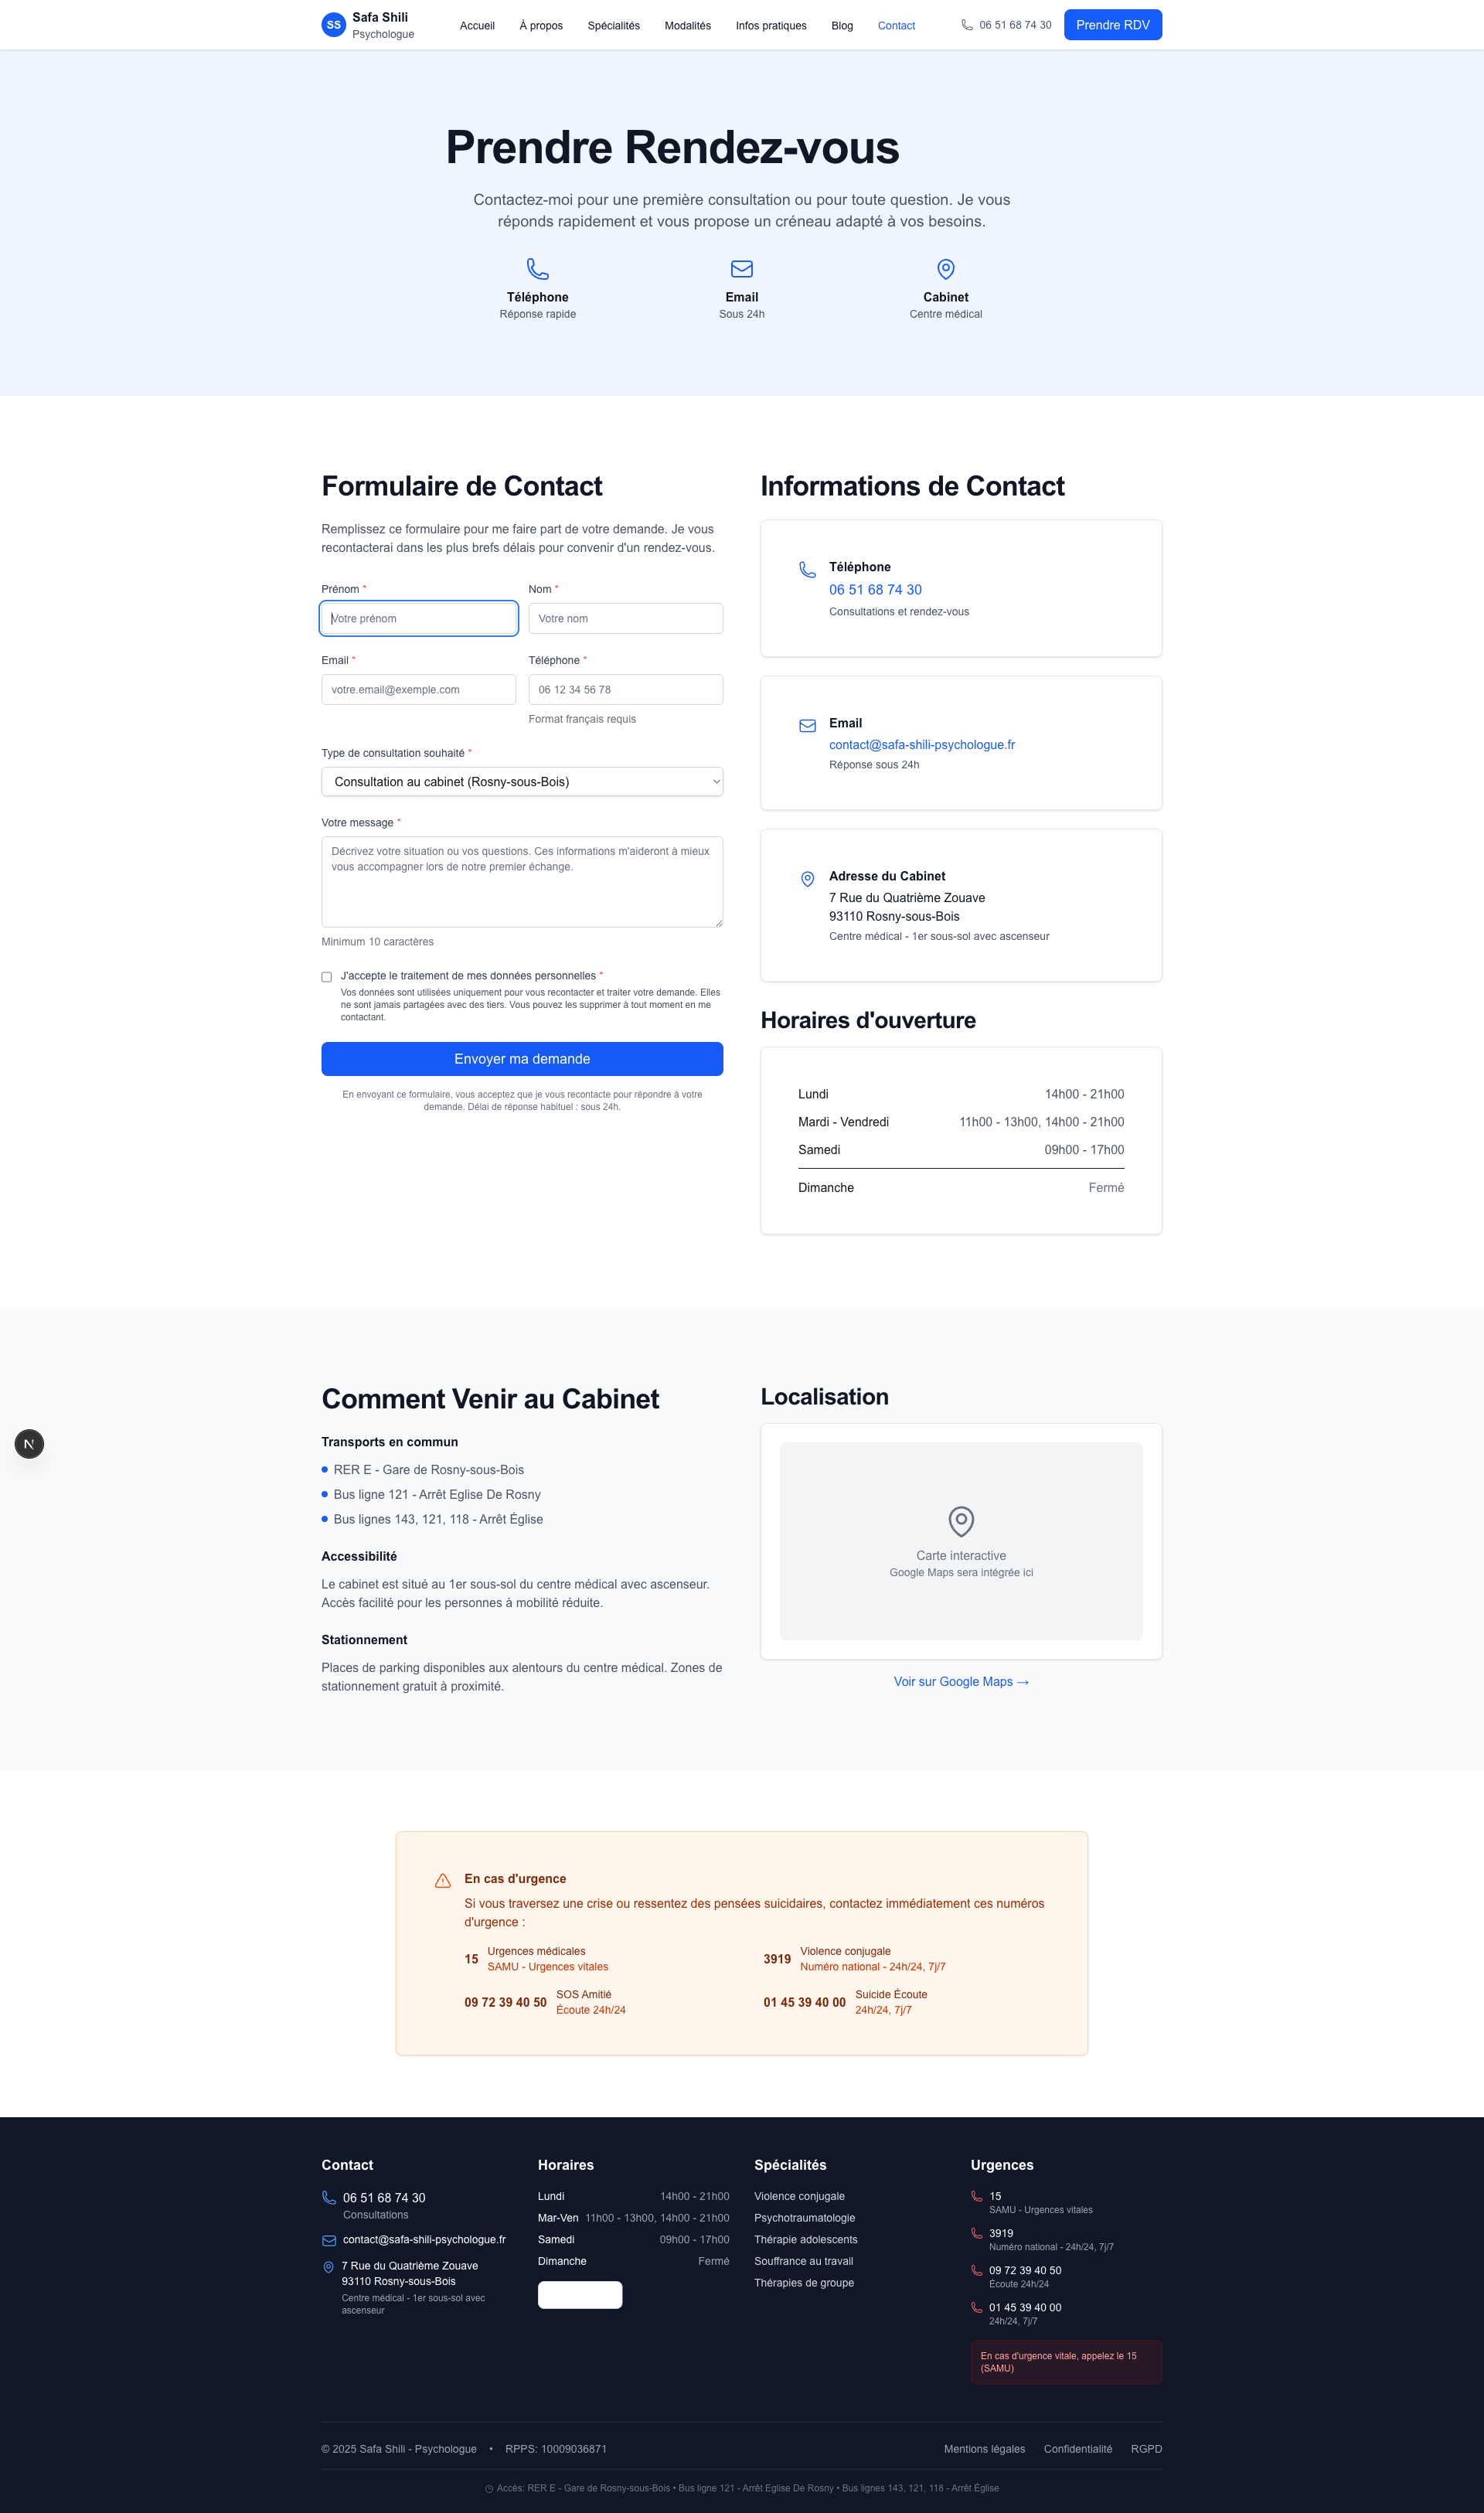 SS
Safa Shili
Psychologue
Accueil
À propos
Spécialités
Modalités
Infos pratiques
Blog
Contact
06 51 68 74 30
Prendre RDV
Prendre Rendez-vous
Contactez-moi pour une première consultation ou pour toute question. Je vous
réponds rapidement et vous propose un créneau adapté à vos besoins.
Téléphone
Réponse rapide
Email
Sous 24h
Cabinet
Centre médical
Formulaire de Contact
Remplissez ce formulaire pour me faire part de votre demande. Je vous
recontacterai dans les plus brefs délais pour convenir d'un rendez-vous.
Prénom *
Votre prénom
Nom *
Votre nom
Email *
votre.email@exemple.com
Téléphone *
06 12 34 56 78
Format français requis
Type de consultation souhaité *
Consultation au cabinet (Rosny-sous-Bois)
Votre message *
Décrivez votre situation ou vos questions. Ces informations m'aideront à mieux
vous accompagner lors de notre premier échange.
Minimum 10 caractères
J'accepte le traitement de mes données personnelles *
Vos données sont utilisées uniquement pour vous recontacter et traiter votre demande. Elles
ne sont jamais partagées avec des tiers. Vous pouvez les supprimer à tout moment en me
contactant.
Envoyer ma demande
En envoyant ce formulaire, vous acceptez que je vous recontacte pour répondre à votre
demande. Délai de réponse habituel : sous 24h.
Informations de Contact
Téléphone
06 51 68 74 30
Consultations et rendez-vous
Email
contact@safa-shili-psychologue.fr
Réponse sous 24h
Adresse du Cabinet
7 Rue du Quatrième Zouave
93110 Rosny-sous-Bois
Centre médical - 1er sous-sol avec ascenseur
Horaires d'ouverture
Lundi 14h00 - 21h00
Mardi - Vendredi 11h00 - 13h00, 14h00 - 21h00
Samedi 09h00 - 17h00
Dimanche Fermé
Comment Venir au Cabinet
Transports en commun
RER E - Gare de Rosny-sous-Bois
Bus ligne 121 - Arrêt Eglise De Rosny
Bus lignes 143, 121, 118 - Arrêt Église
Accessibilité
Le cabinet est situé au 1er sous-sol du centre médical avec ascenseur.
Accès facilité pour les personnes à mobilité réduite.
Stationnement
Places de parking disponibles aux alentours du centre médical. Zones de
stationnement gratuit à proximité.
Localisation
Carte interactive
Google Maps sera intégrée ici
Voir sur Google Maps →
N
En cas d'urgence
Si vous traversez une crise ou ressentez des pensées suicidaires, contactez immédiatement ces numéros
d'urgence :
15
Urgences médicales
SAMU - Urgences vitales
3919
Violence conjugale
Numéro national - 24h/24, 7j/7
09 72 39 40 50
SOS Amitié
Écoute 24h/24
01 45 39 40 00
Suicide Écoute
24h/24, 7j/7
Contact
06 51 68 74 30
Consultations
contact@safa-shili-psychologue.fr
7 Rue du Quatrième Zouave
93110 Rosny-sous-Bois
Centre médical - 1er sous-sol avec
ascenseur
Horaires
Lundi 14h00 - 21h00
Mar-Ven 11h00 - 13h00, 14h00 - 21h00
Samedi 09h00 - 17h00
Dimanche Fermé
Spécialités
Violence conjugale
Psychotraumatologie
Thérapie adolescents
Souffrance au travail
Thérapies de groupe
Urgences
15
SAMU - Urgences vitales
3919
Numéro national - 24h/24, 7j/7
09 72 39 40 50
Écoute 24h/24
01 45 39 40 00
24h/24, 7j/7
En cas d'urgence vitale, appelez le 15
(SAMU)
© 2025 Safa Shili - Psychologue • RPPS: 10009036871
Mentions légales
Confidentialité
RGPD
Accès: RER E - Gare de Rosny-sous-Bois • Bus ligne 121 - Arrêt Eglise De Rosny • Bus lignes 143, 121, 118 - Arrêt Église